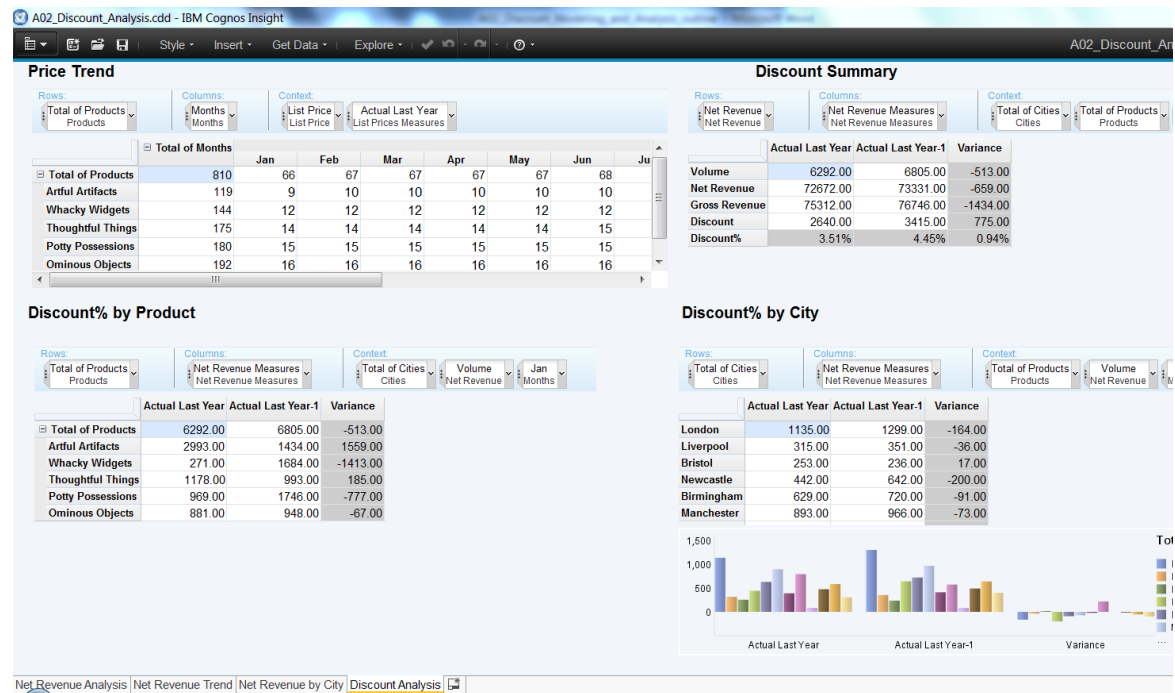 A02_Discount_Analysis.cdd - IBM Cognos Insight
Style Insert Get Data Explore A02_Discount_An
Price Trend
Rows: Columns: Context:
Total of Products Months List Price Actual Last Year
Products Months List Price List Prices Measures
Total of Months
Jan Feb Mar Apr May Jun Ju
Total of Products 810 66 67 67 67 67 68
Artful Artifacts 119 9 10 10 10 10 10
Whacky Widgets 144 12 12 12 12 12 12
Thoughtful Things 175 14 14 14 14 14 15
Potty Possessions 180 15 15 15 15 15 15
Ominous Objects 192 16 16 16 16 16 16
Discount Summary
Rows: Columns: Context:
Net Revenue Net Revenue Measures Total of Cities Total of Products
Net Revenue Net Revenue Measures Cities Products
Actual Last Year Actual Last Year-1 Variance
Volume 6292.00 6805.00 -513.00
Net Revenue 72672.00 73331.00 -659.00
Gross Revenue 75312.00 76746.00 -1434.00
Discount 2640.00 3415.00 775.00
Discount% 3.51% 4.45% 0.94%
Discount% by Product
Rows: Columns: Context:
Total of Products Net Revenue Measures Total of Cities Volume Jan
Products Net Revenue Measures Cities Net Revenue Months
Actual Last Year Actual Last Year-1 Variance
Total of Products 6292.00 6805.00 -513.00
Artful Artifacts 2993.00 1434.00 1559.00
Whacky Widgets 271.00 1684.00 -1413.00
Thoughtful Things 1178.00 993.00 185.00
Potty Possessions 969.00 1746.00 -777.00
Ominous Objects 881.00 948.00 -67.00
Discount% by City
Rows: Columns: Context:
Total of Cities Net Revenue Measures Total of Products Volume
Cities Net Revenue Measures Products Net Revenue M
Actual Last Year Actual Last Year-1 Variance
London 1135.00 1299.00 -164.00
Liverpool 315.00 351.00 -36.00
Bristol 253.00 236.00 17.00
Newcastle 442.00 642.00 -200.00
Birmingham 629.00 720.00 -91.00
Manchester 893.00 966.00 -73.00
1,500 Tot
1,000
500
0
Actual Last Year Actual Last Year-1 Variance
Net Revenue Analysis Net Revenue Trend Net Revenue by City Discount Analysis